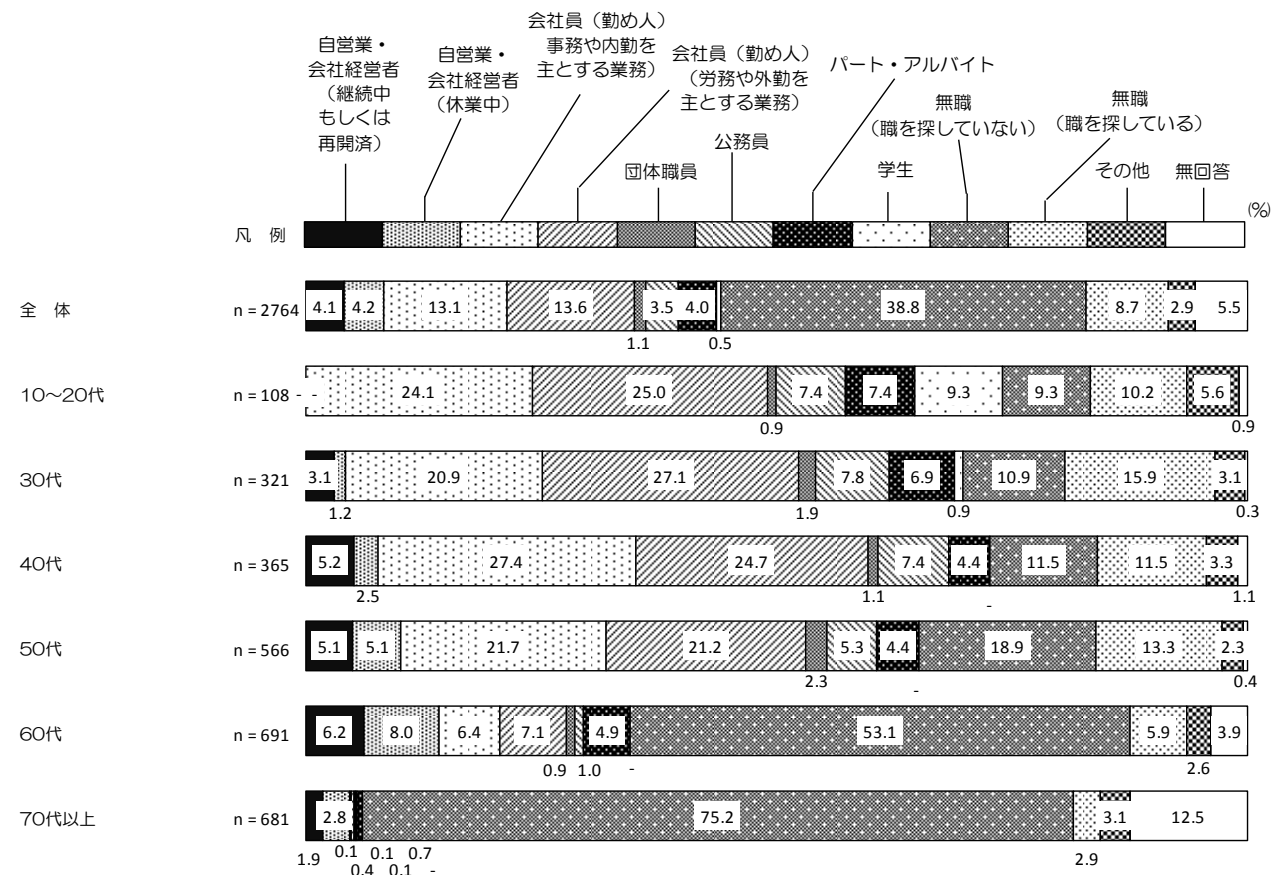 自営業・
会社経営者
（継続中
もしくは
再開済）
自営業・
会社経営者
（休業中）
会社員（勤め人）
事務や内勤を
主とする業務）
会社員（勤め人）
（労務や外勤を
主とする業務）
団体職員
公務員
パート・アルバイト
学生
無職
（職を探していない）
無職
（職を探している）
その他
無回答
(%)
凡 例
全 体 n = 2764 4.1 4.2 13.1 13.6 3.5 4.0 38.8 8.7 2.9 5.5
1.1 0.5
10～20代 n = 108 - - 24.1 25.0 7.4 7.4 9.3 9.3 10.2 5.6
0.9 0.9
30代 n = 321 3.1 20.9 27.1 7.8 6.9 10.9 15.9 3.1
1.2 1.9 0.9 0.3
40代 n = 365 5.2 27.4 24.7 7.4 4.4 11.5 11.5 3.3
2.5 1.1 - 1.1
50代 n = 566 5.1 5.1 21.7 21.2 5.3 4.4 18.9 13.3 2.3
2.3 - 0.4
60代 n = 691 6.2 8.0 6.4 7.1 4.9 53.1 5.9 3.9
0.9 1.0 - 2.6
70代以上 n = 681 2.8 75.2 3.1 12.5
1.9 0.1 0.1 0.7 2.9
0.4 0.1 -